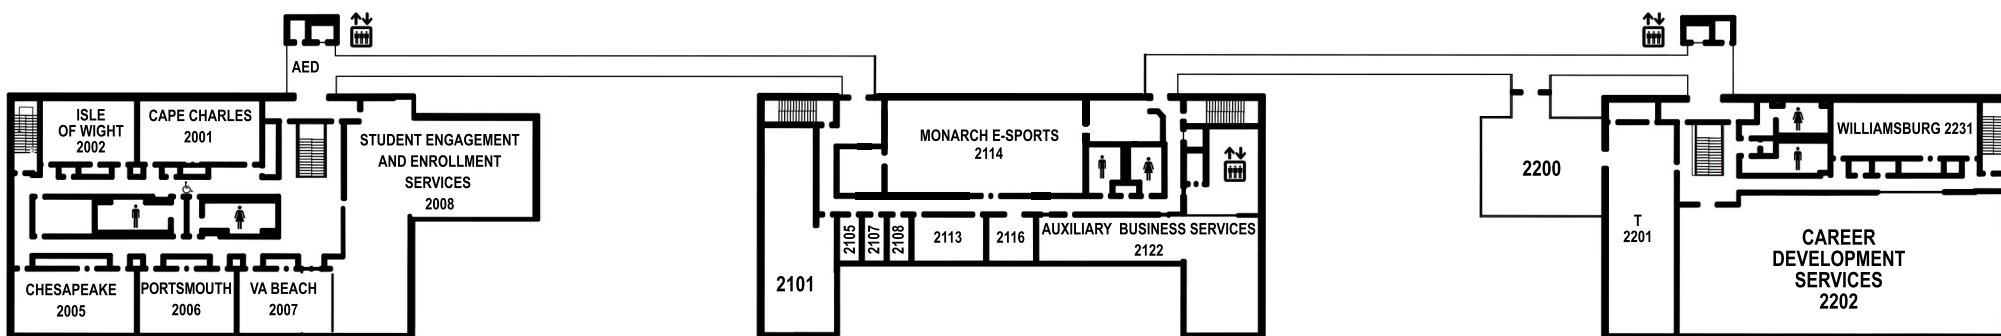 AED
ISLE
OF WIGHT
2002
CAPE CHARLES
2001
STUDENT ENGAGEMENT
AND ENROLLMENT
SERVICES
2008
CHESAPEAKE
2005
PORTSMOUTH
2006
VA BEACH
2007
MONARCH E-SPORTS
2114
2101
2105
2107
2108
2113
2116
AUXILIARY BUSINESS SERVICES
2122
2200
T
2201
WILLIAMSBURG 2231
CAREER
DEVELOPMENT
SERVICES
2202